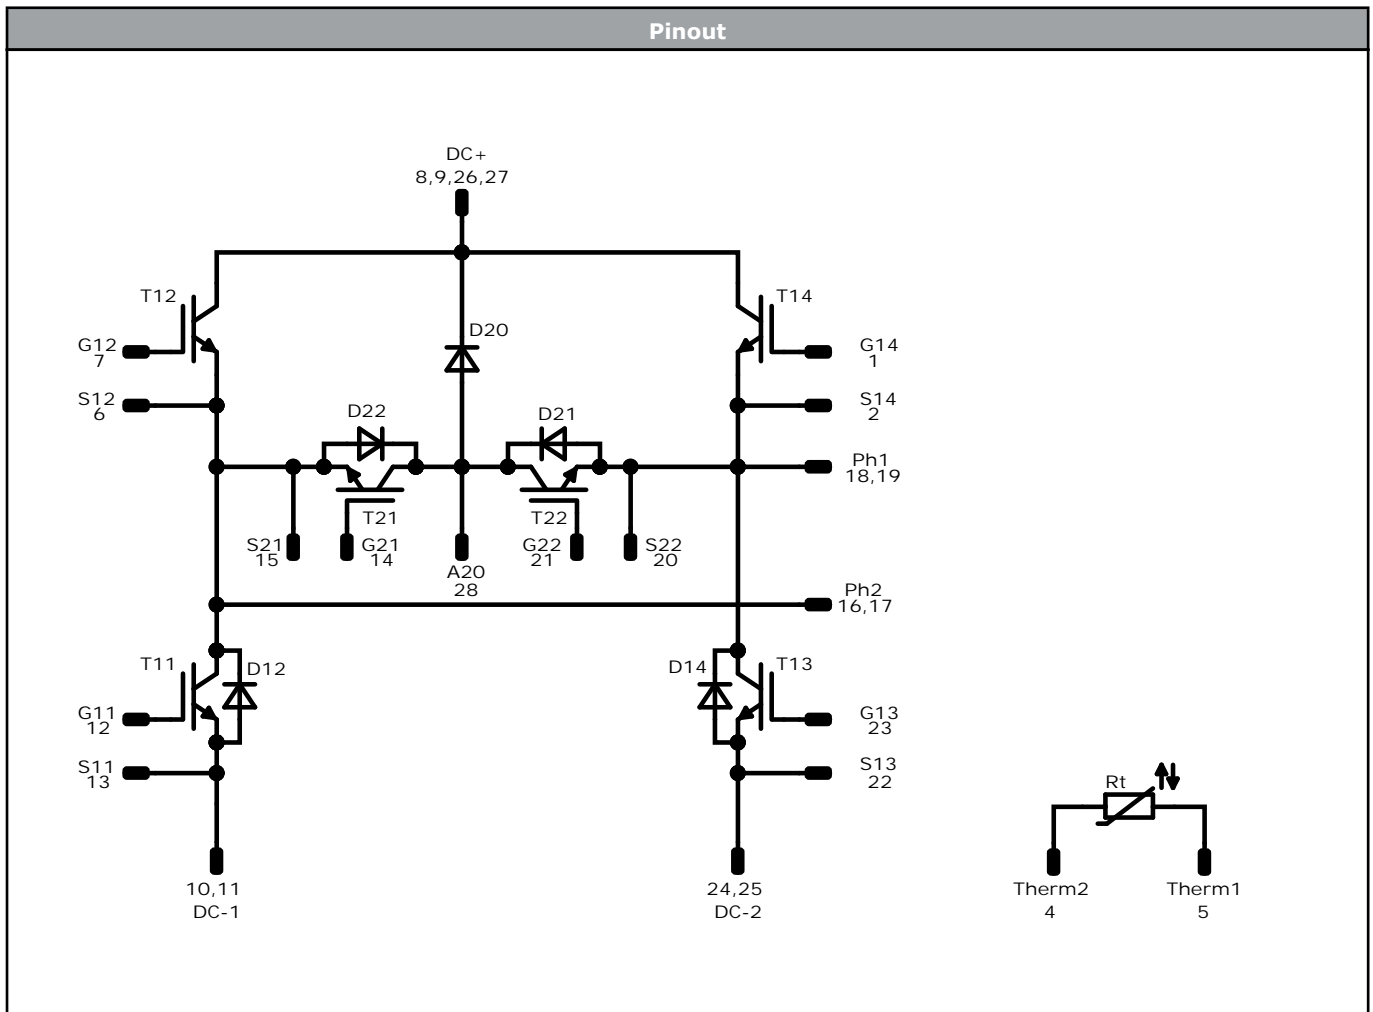 Pinout
DC+
8,9,26,27
T12
T14
D20
G12
7
G14
1
S12
6
S14
2
D22
D21
Ph1
18,19
T21
T22
S21
15
G21
14
G22
21
S22
20
A20
28
Ph2
16,17
T11
D12
D14
T13
G11
12
G13
23
S11
13
S13
22
Rt
10,11
DC-1
24,25
DC-2
Therm2
4
Therm1
5